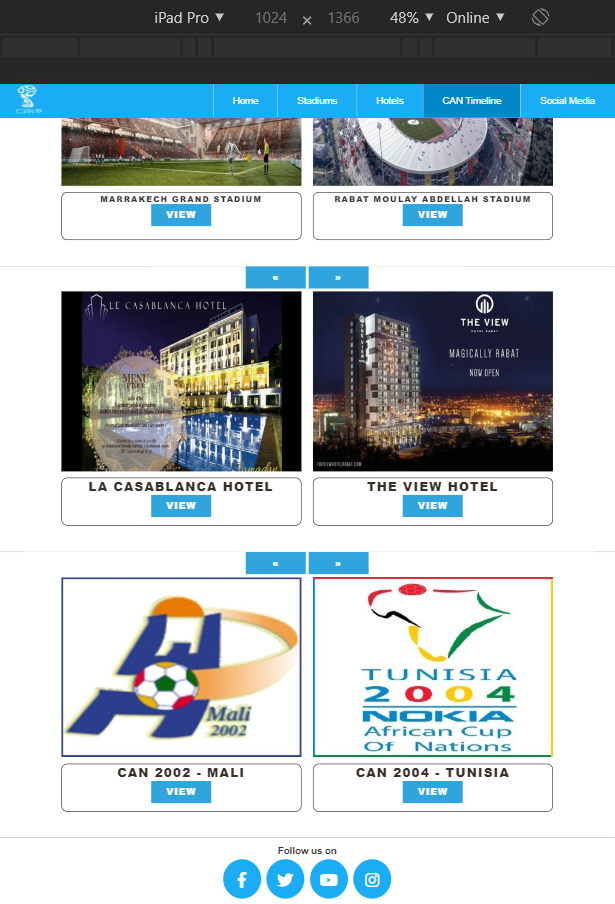 iPad Pro ▼ 1024 × 1366 48% ▼ Online ▼
Home Stadiums Hotels CAN Timeline Social Media
MARRAKECH GRAND STADIUM
VIEW
RABAT MOULAY ABDELLAH STADIUM
VIEW
« »
LE CASABLANCA HOTEL
MENU
THE VIEW
HOTEL RABAT
MAGICALLY RABAT
NOW OPEN
LA CASABLANCA HOTEL
VIEW
THE VIEW HOTEL
VIEW
« »
Mali
2002
TUNISIA
2004
NOKIA
African Cup
Of Nations
CAN 2002 - MALI
VIEW
CAN 2004 - TUNISIA
VIEW
Follow us on